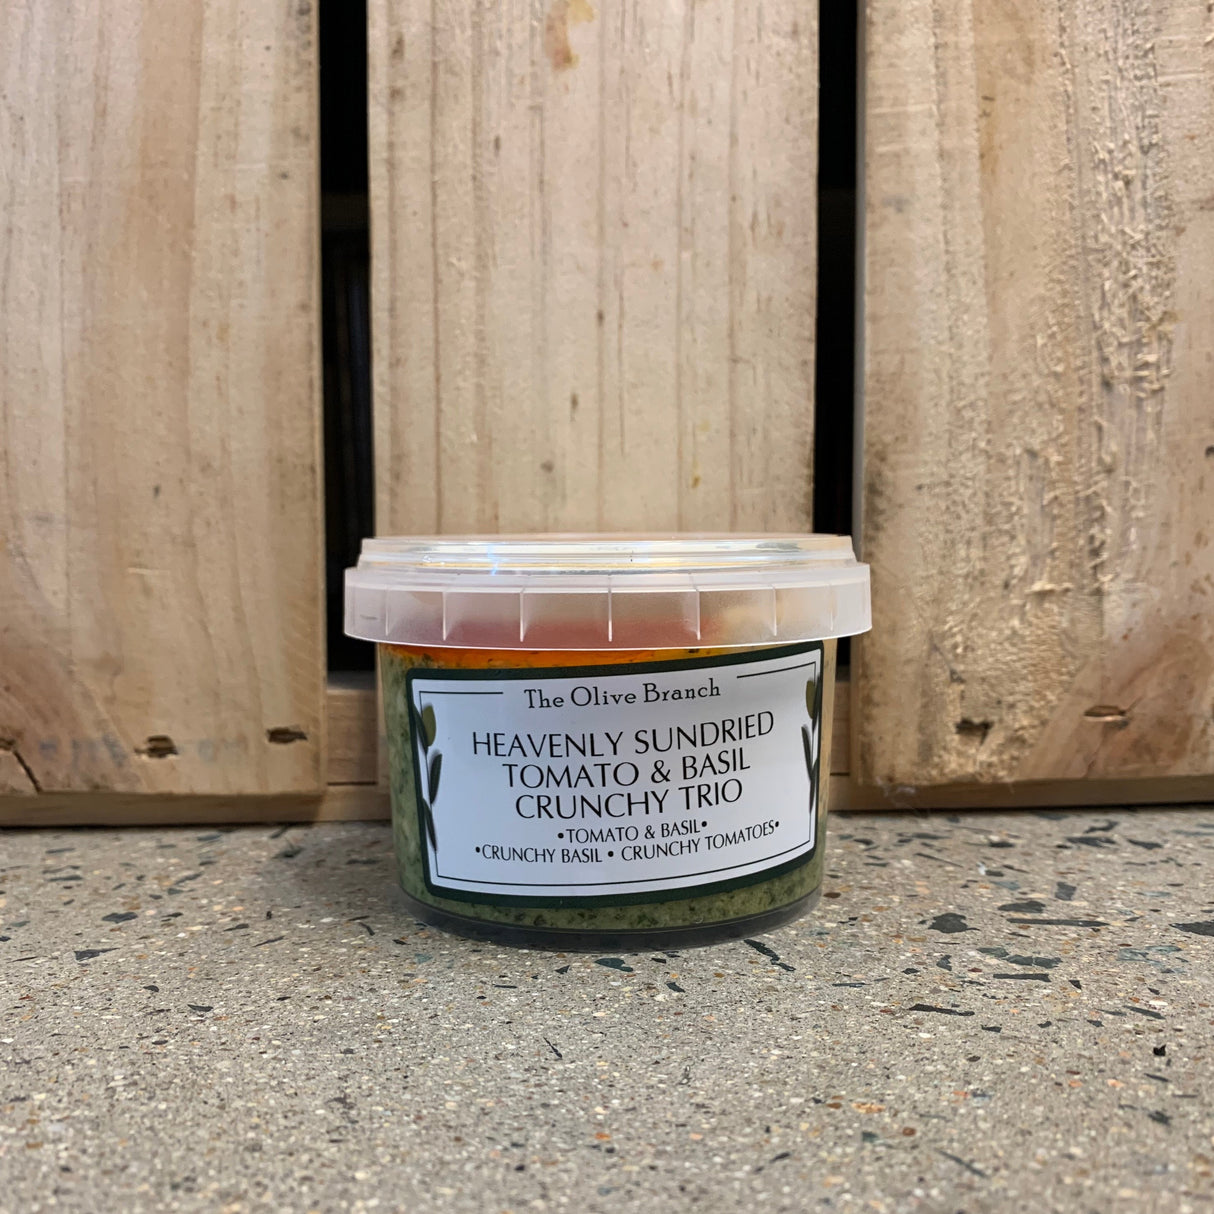 The Olive Branch
HEAVENLY SUNDRIED
TOMATO & BASIL
CRUNCHY TRIO
•TOMATO & BASIL•
•CRUNCHY BASIL • CRUNCHY TOMATOES•